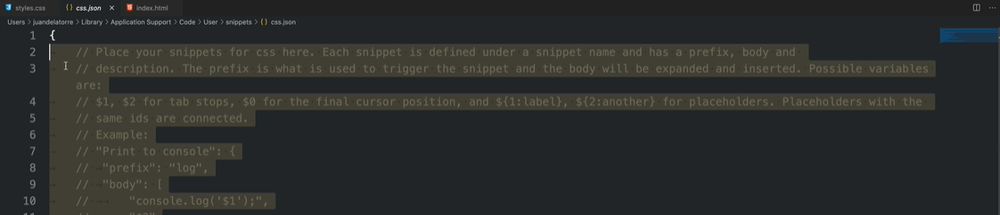 styles.css {} css.json × index.html ...
Users > juandelatorre > Library > Application Support > Code > User > snippets > {} css.json
1 {
2 // Place your snippets for css here. Each snippet is defined under a snippet name and has a prefix, body and
3 // description. The prefix is what is used to trigger the snippet and the body will be expanded and inserted. Possible variables
are:
4 // $1, $2 for tab stops, $0 for the final cursor position, and ${1:label}, ${2:another} for placeholders. Placeholders with the
5 // same ids are connected.
6 // Example:
7 // "Print to console": {
8 // "prefix": "log",
9 // "body": [
10 // "console.log('$1');",